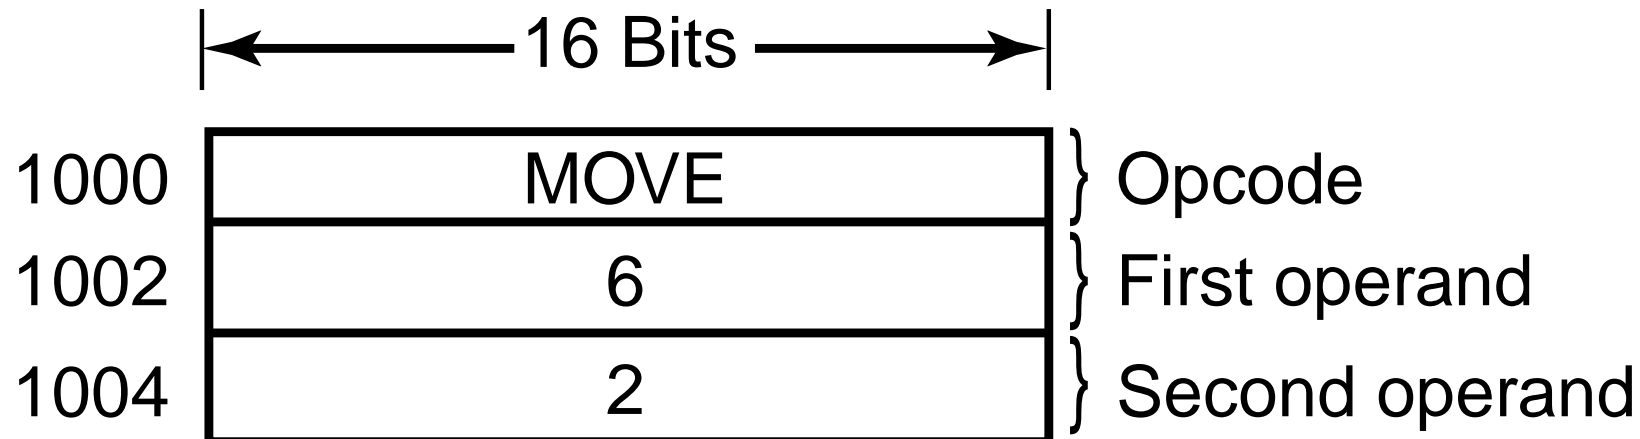 16 Bits
1000 MOVE Opcode
1002 6 First operand
1004 2 Second operand